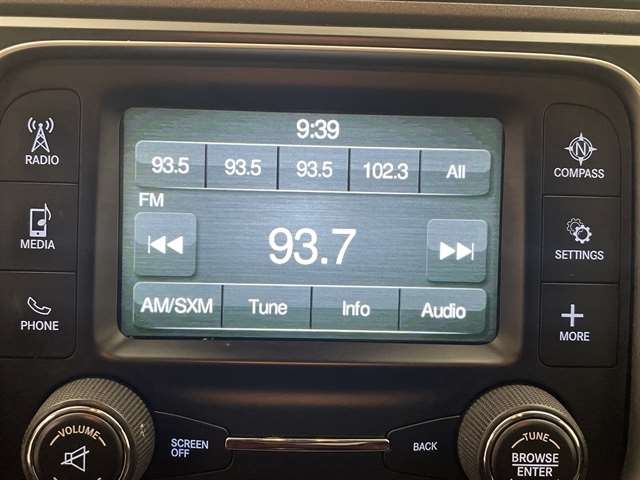 9:39
93.5 93.5 93.5 102.3 All
FM
93.7
AM/SXM Tune Info Audio
RADIO
MEDIA
PHONE
COMPASS
SETTINGS
MORE
VOLUME
SCREEN
OFF
BACK
TUNE
BROWSE
ENTER